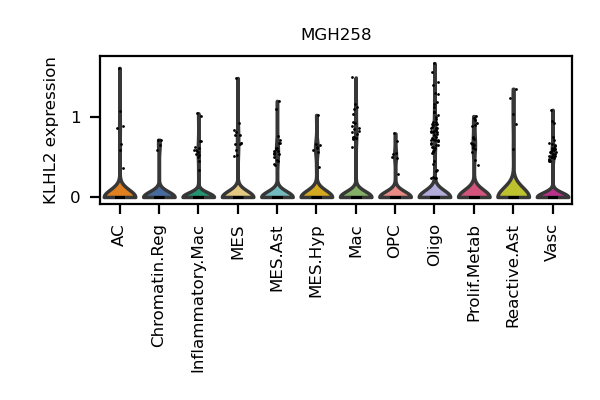 MGH258
KLHL2 expression
1
0
AC
Chromatin.Reg
Inflammatory.Mac
MES
MES.Ast
MES.Hyp
Mac
OPC
Oligo
Prolif.Metab
Reactive.Ast
Vasc